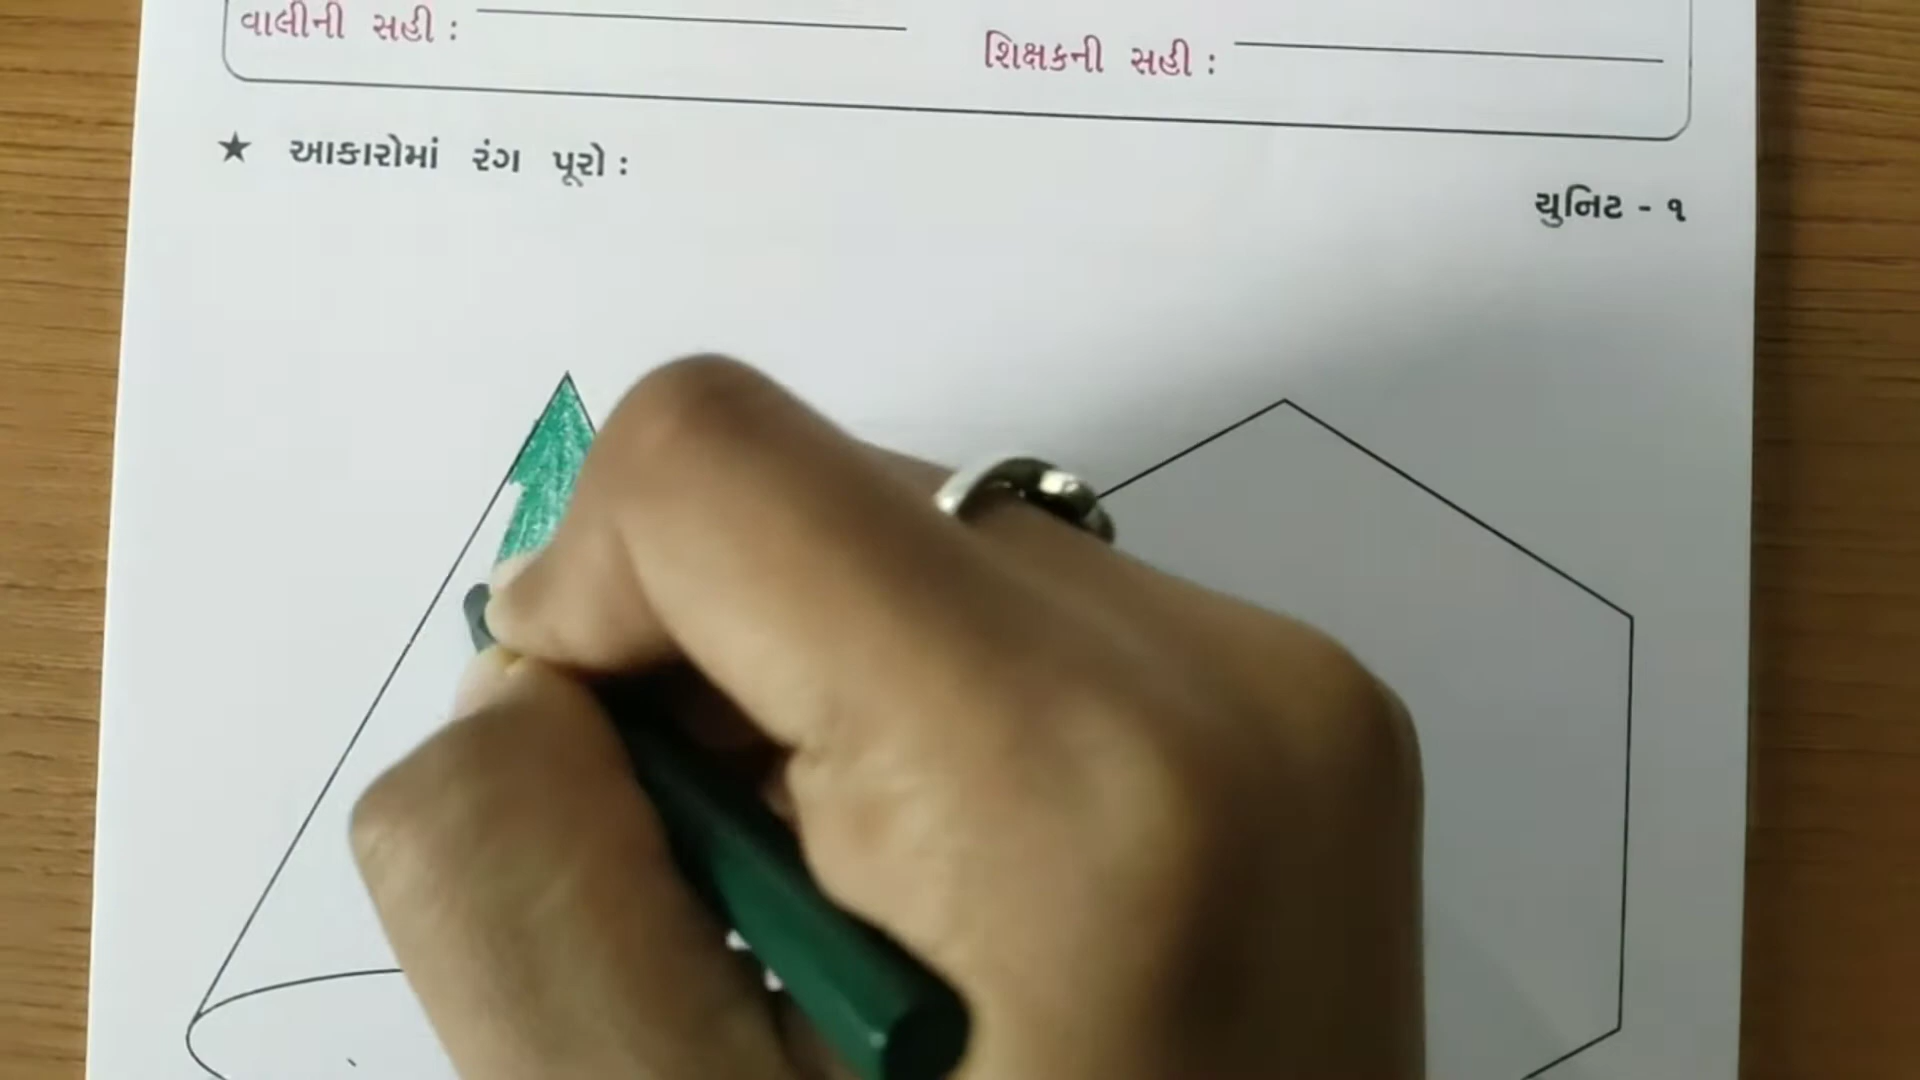 વાલીની સહી :
શિક્ષકની સહી :
★ આકારોમાં રંગ પૂરો :
યુનિટ - ૧